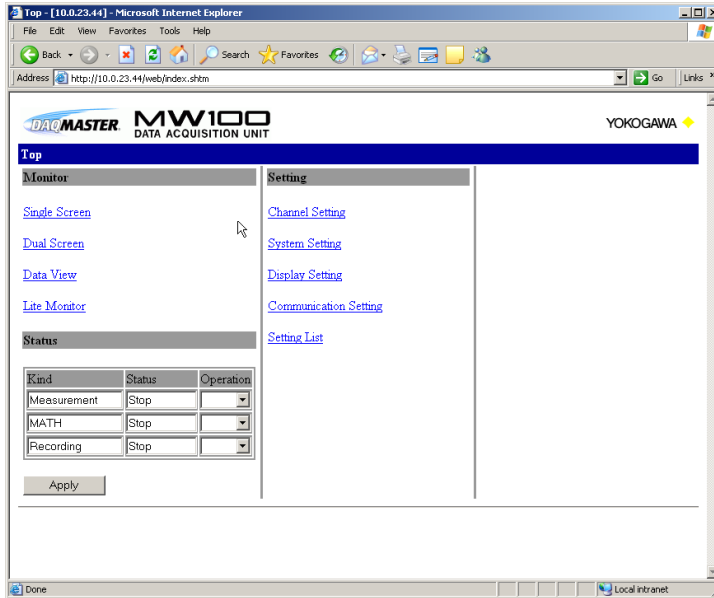 Top - [10.0.23.44] - Microsoft Internet Explorer
File Edit View Favorites Tools Help
Back Search Favorites
Address http://10.0.23.44/web/index.shtm Go Links
DAQMASTER MW100 YOKOGAWA
DATA ACQUISITION UNIT
Top
Monitor Setting
Single Screen Channel Setting
Dual Screen System Setting
Data View Display Setting
Lite Monitor Communication Setting
Status Setting List
Kind Status Operation
Measurement Stop
MATH Stop
Recording Stop
Apply
Done Local intranet